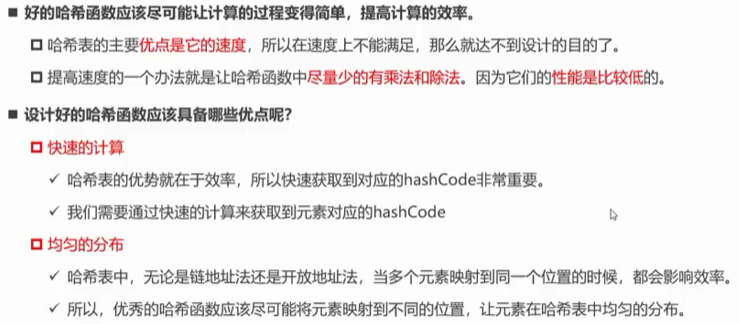 ■ 好的哈希函数应该尽可能让计算的过程变得简单，提高计算的效率。
□ 哈希表的主要优点是它的速度，所以在速度上不能满足，那么就达不到设计的目的了。
□ 提高速度的一个办法就是让哈希函数中尽量少的有乘法和除法。因为它们的性能是比较低的。
■ 设计好的哈希函数应该具备哪些优点呢？
□ 快速的计算
✓ 哈希表的优势就在于效率，所以快速获取到对应的hashCode非常重要。
✓ 我们需要通过快速的计算来获取到元素对应的hashCode
□ 均匀的分布
✓ 哈希表中，无论是链地址法还是开放地址法，当多个元素映射到同一个位置的时候，都会影响效率。
✓ 所以，优秀的哈希函数应该尽可能将元素映射到不同的位置，让元素在哈希表中均匀的分布。